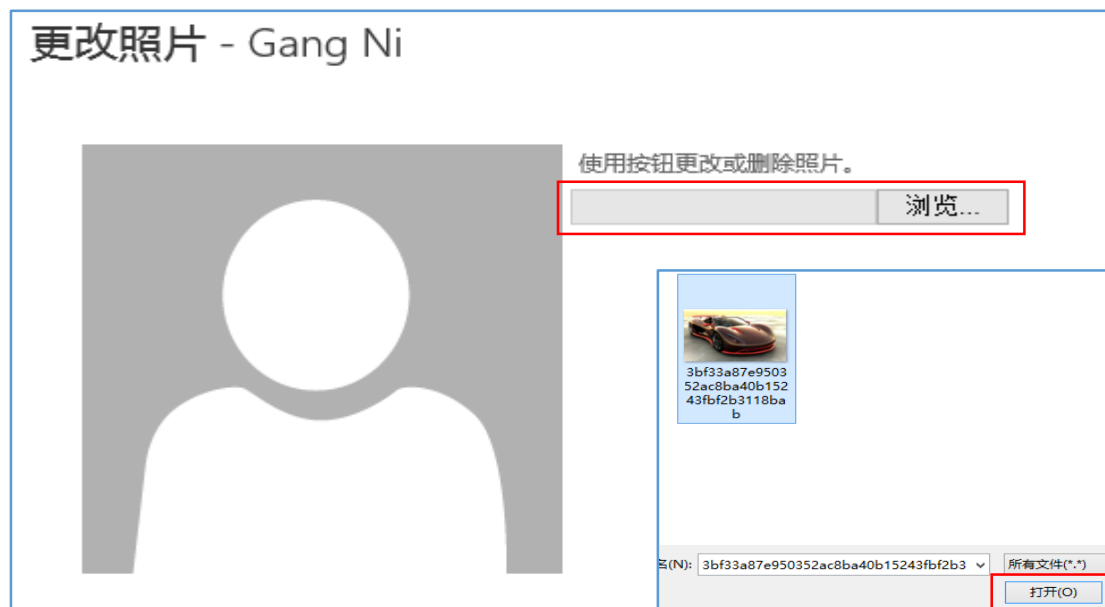 更改照片 - Gang Ni
使用按钮更改或删除照片。
浏览...
3bf33a87e9503
52ac8ba40b152
43fbf2b3118ba
b
名(N): 3bf33a87e950352ac8ba40b15243fbf2b3 所有文件(*.*)
打开(O)